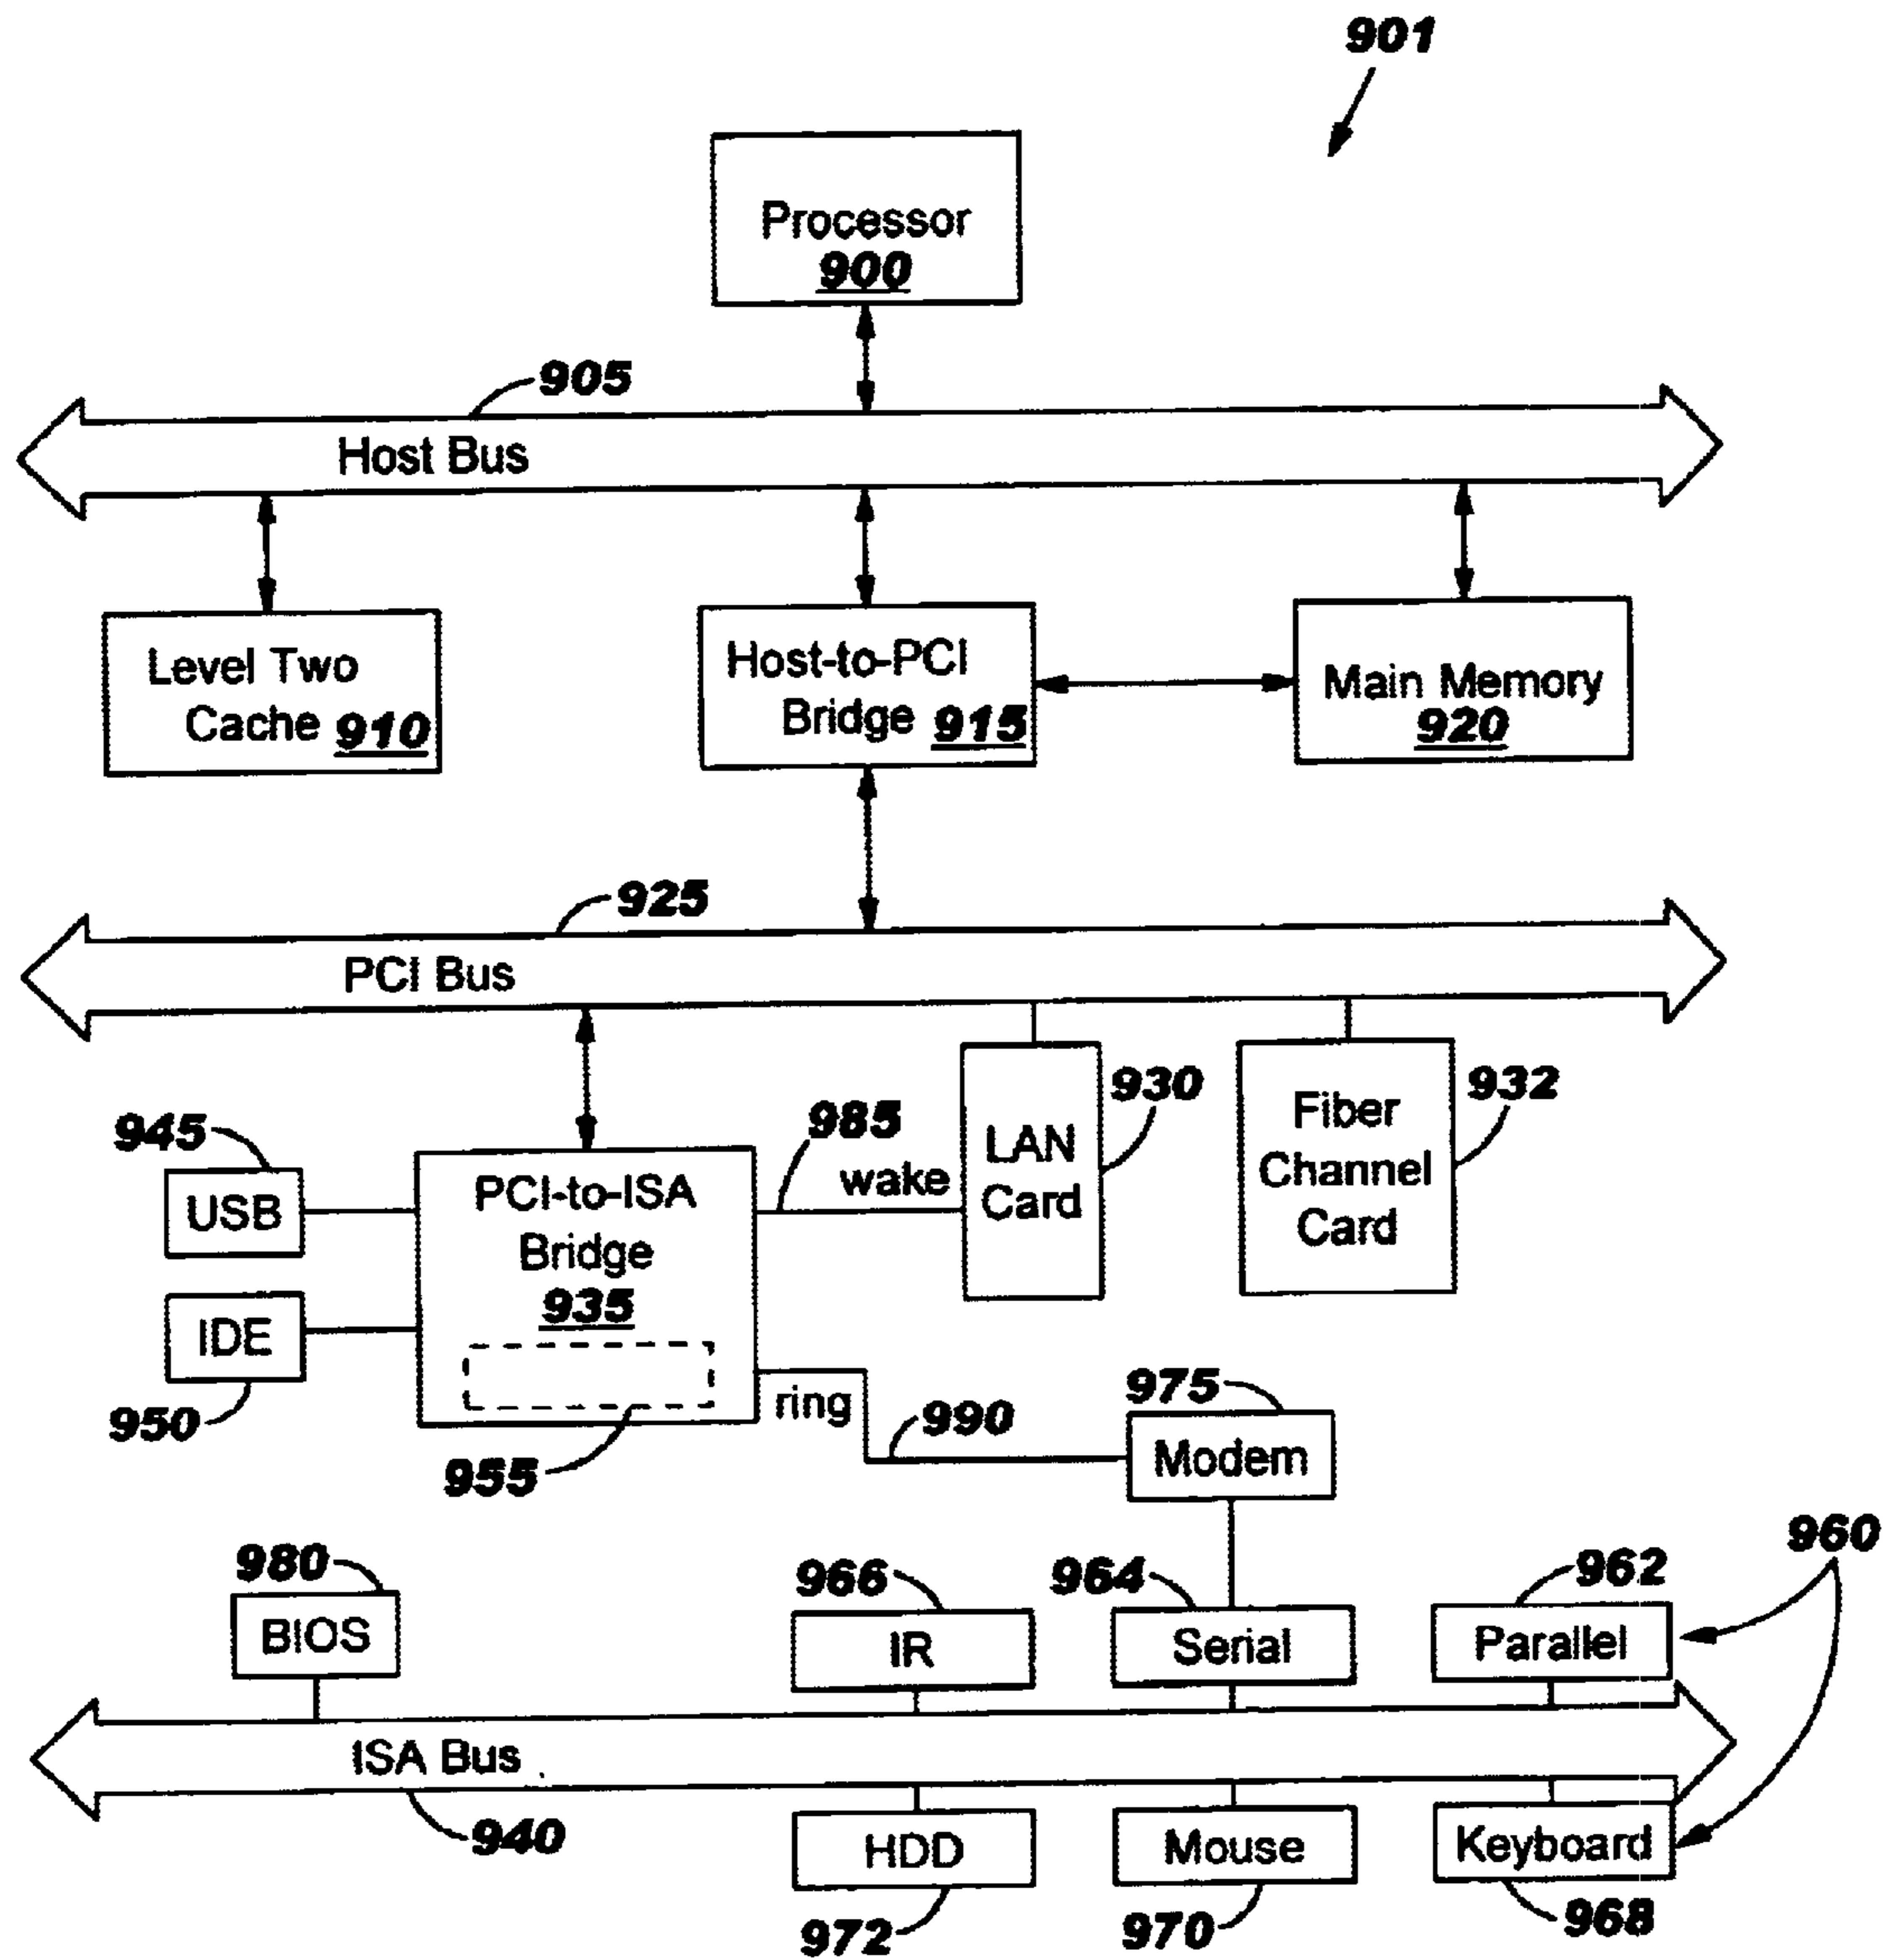 901
Processor
900
905
Host Bus
Level Two
Cache 910
Host-to-PCI
Bridge 915
Main Memory
920
925
PCI Bus
945
USB
IDE
950
PCI-to-ISA
Bridge
935
955
985
wake
LAN
Card
930
Fiber
Channel
Card
932
ring
990
975
Modem
980
BIOS
966
IR
964
Serial
962
Parallel
960
ISA Bus
940
HDD
972
Mouse
970
Keyboard
968